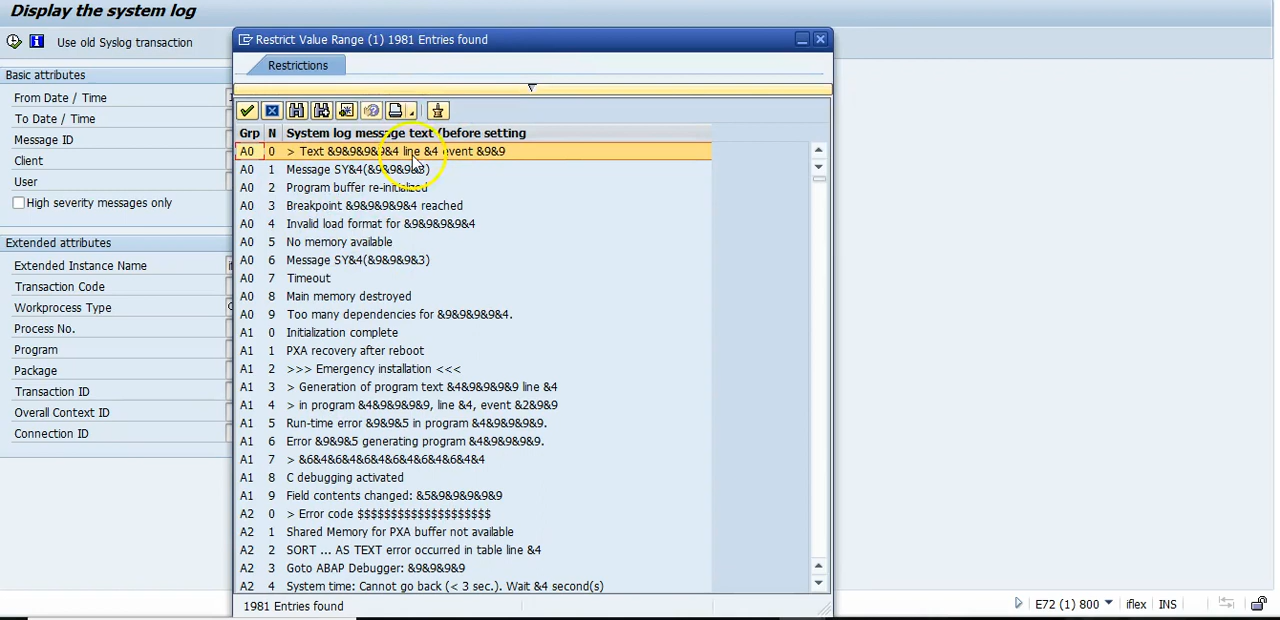 Display the system log
Use old Syslog transaction
Basic attributes
From Date / Time
To Date / Time
Message ID
Client
User
High severity messages only
Extended attributes
Extended Instance Name
Transaction Code
Workprocess Type
Process No.
Program
Package
Transaction ID
Overall Context ID
Connection ID
Restrict Value Range (1) 1981 Entries found
Restrictions
Grp N System log message text (before setting
A0 0 > Text &9&9&9&9&4 line &4 event &9&9
A0 1 Message SY&4(&9&9&9&3)
A0 2 Program buffer re-initialized
A0 3 Breakpoint &9&9&9&9&4 reached
A0 4 Invalid load format for &9&9&9&9&4
A0 5 No memory available
A0 6 Message SY&4(&9&9&9&3)
A0 7 Timeout
A0 8 Main memory destroyed
A0 9 Too many dependencies for &9&9&9&9&4.
A1 0 Initialization complete
A1 1 PXA recovery after reboot
A1 2 >>> Emergency installation <<<
A1 3 > Generation of program text &4&9&9&9&9 line &4
A1 4 > in program &4&9&9&9&9, line &4, event &2&9&9
A1 5 Run-time error &9&9&5 in program &4&9&9&9&9.
A1 6 Error &9&9&5 generating program &4&9&9&9&9.
A1 7 > &6&4&6&4&6&4&6&4&6&4&6&4&4
A1 8 C debugging activated
A1 9 Field contents changed: &5&9&9&9&9&9
A2 0 > Error code $$$$$$$$$$$$$$$$$$$$
A2 1 Shared Memory for PXA buffer not available
A2 2 SORT ... AS TEXT error occurred in table line &4
A2 3 Goto ABAP Debugger: &9&9&9&9
A2 4 System time: Cannot go back (< 3 sec.). Wait &4 second(s)
1981 Entries found
E72 (1) 800 iflex INS